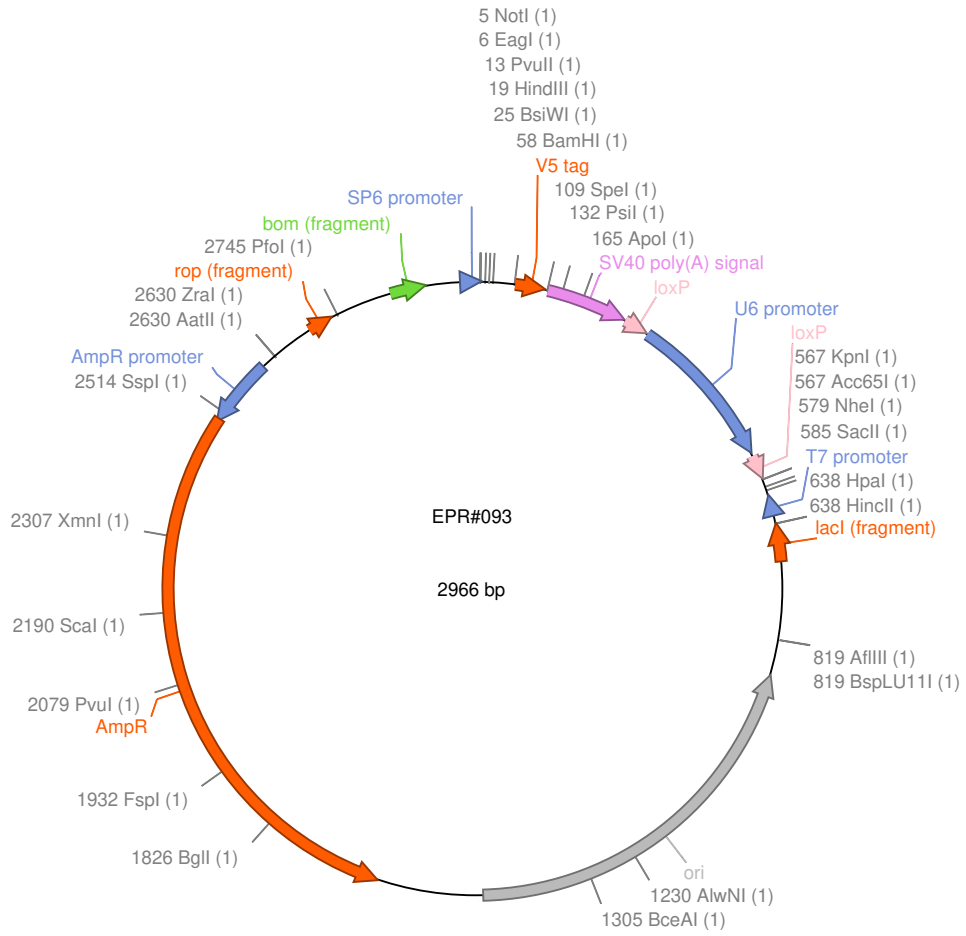 5 NotI (1)
6 EagI (1)
13 PvuII (1)
19 HindIII (1)
25 BsiWI (1)
58 BamHI (1)
V5 tag
109 SpeI (1)
132 PsiI (1)
165 ApoI (1)
SV40 poly(A) signal
loxP
U6 promoter
loxP
567 KpnI (1)
567 Acc65I (1)
579 NheI (1)
585 SacII (1)
T7 promoter
638 HpaI (1)
638 HincII (1)
lacI (fragment)
819 AflIII (1)
819 BspLU11I (1)
ori
1230 AlwNI (1)
1305 BceAI (1)
1826 BglI (1)
1932 FspI (1)
AmpR
2079 PvuI (1)
2190 ScaI (1)
2307 XmnI (1)
2514 SspI (1)
AmpR promoter
2630 AatII (1)
2630 ZraI (1)
rop (fragment)
2745 PfoI (1)
bom (fragment)
SP6 promoter
EPR#093
2966 bp